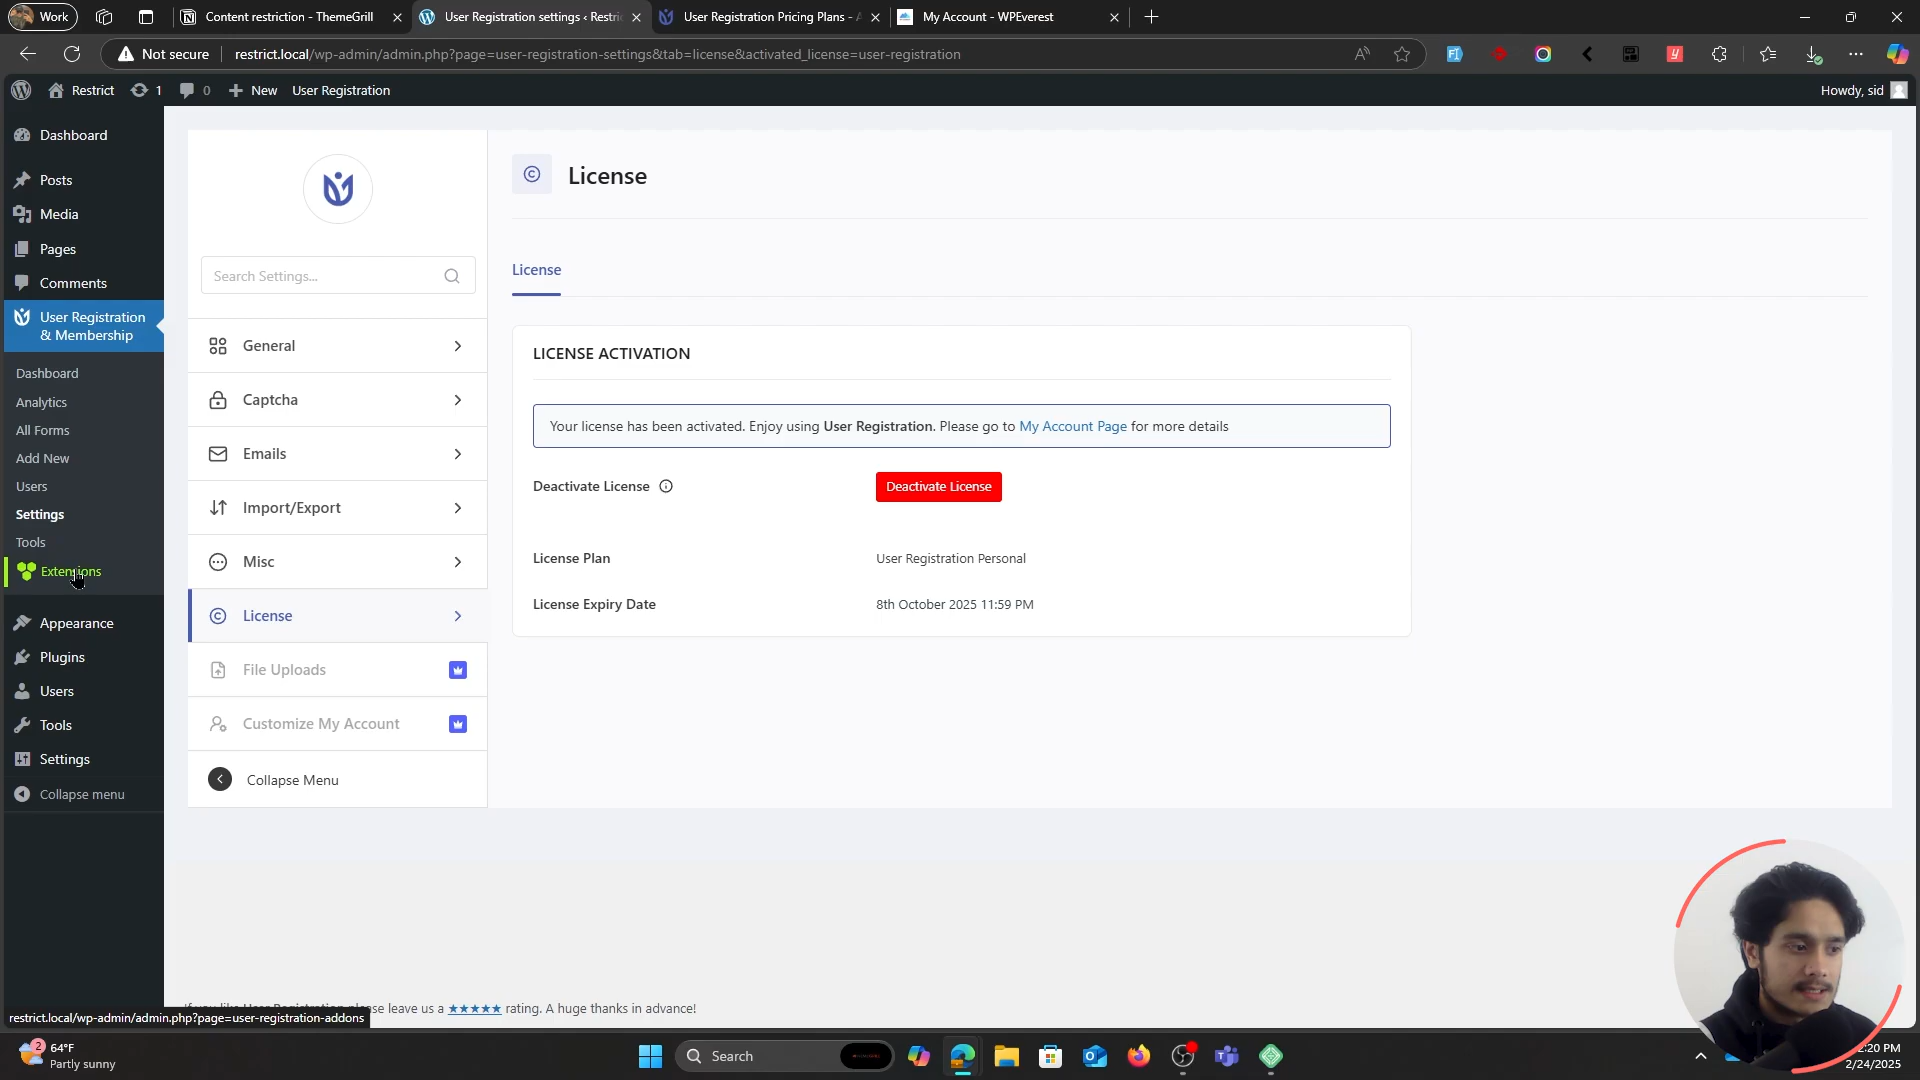 Work
Content restriction - ThemeGrill
User Registration settings ‹ Restri
User Registration Pricing Plans - A
My Account - WPEverest
Not secure
restrict.local/wp-admin/admin.php?page=user-registration-settings&tab=license&activated_license=user-registration
Restrict
1
0
New
User Registration
Howdy, sid
Dashboard
Posts
Media
Pages
Comments
User Registration
& Membership
Dashboard
Analytics
All Forms
Add New
Users
Settings
Tools
Extensions
Appearance
Plugins
Users
Tools
Settings
Collapse menu
Search Settings...
General
Captcha
Emails
Import/Export
Misc
License
File Uploads
Customize My Account
Collapse Menu
License
License
LICENSE ACTIVATION
Your license has been activated. Enjoy using User Registration. Please go to My Account Page for more details
Deactivate License
Deactivate License
License Plan
User Registration Personal
License Expiry Date
8th October 2025 11:59 PM
If you like User Registration please leave us a ★★★★★ rating. A huge thanks in advance!
restrict.local/wp-admin/admin.php?page=user-registration-addons
2
64°F
Partly sunny
Search
2:20 PM
2/24/2025